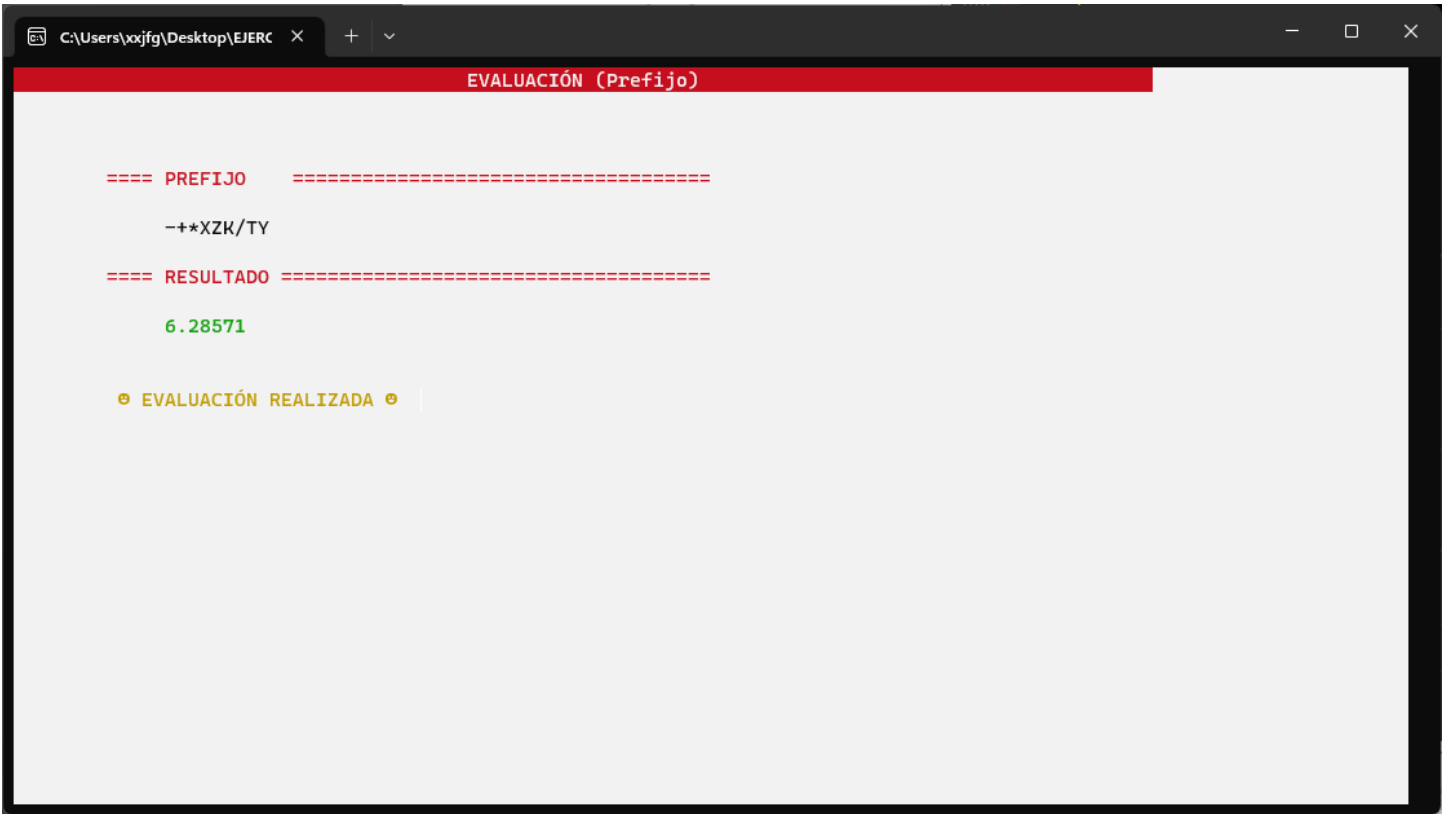 C:\Users\xxjfg\Desktop\EJERC
EVALUACIÓN (Prefijo)
==== PREFIJO ====================================
-+*XZK/TY
==== RESULTADO =====================================
6.28571
☻ EVALUACIÓN REALIZADA ☻